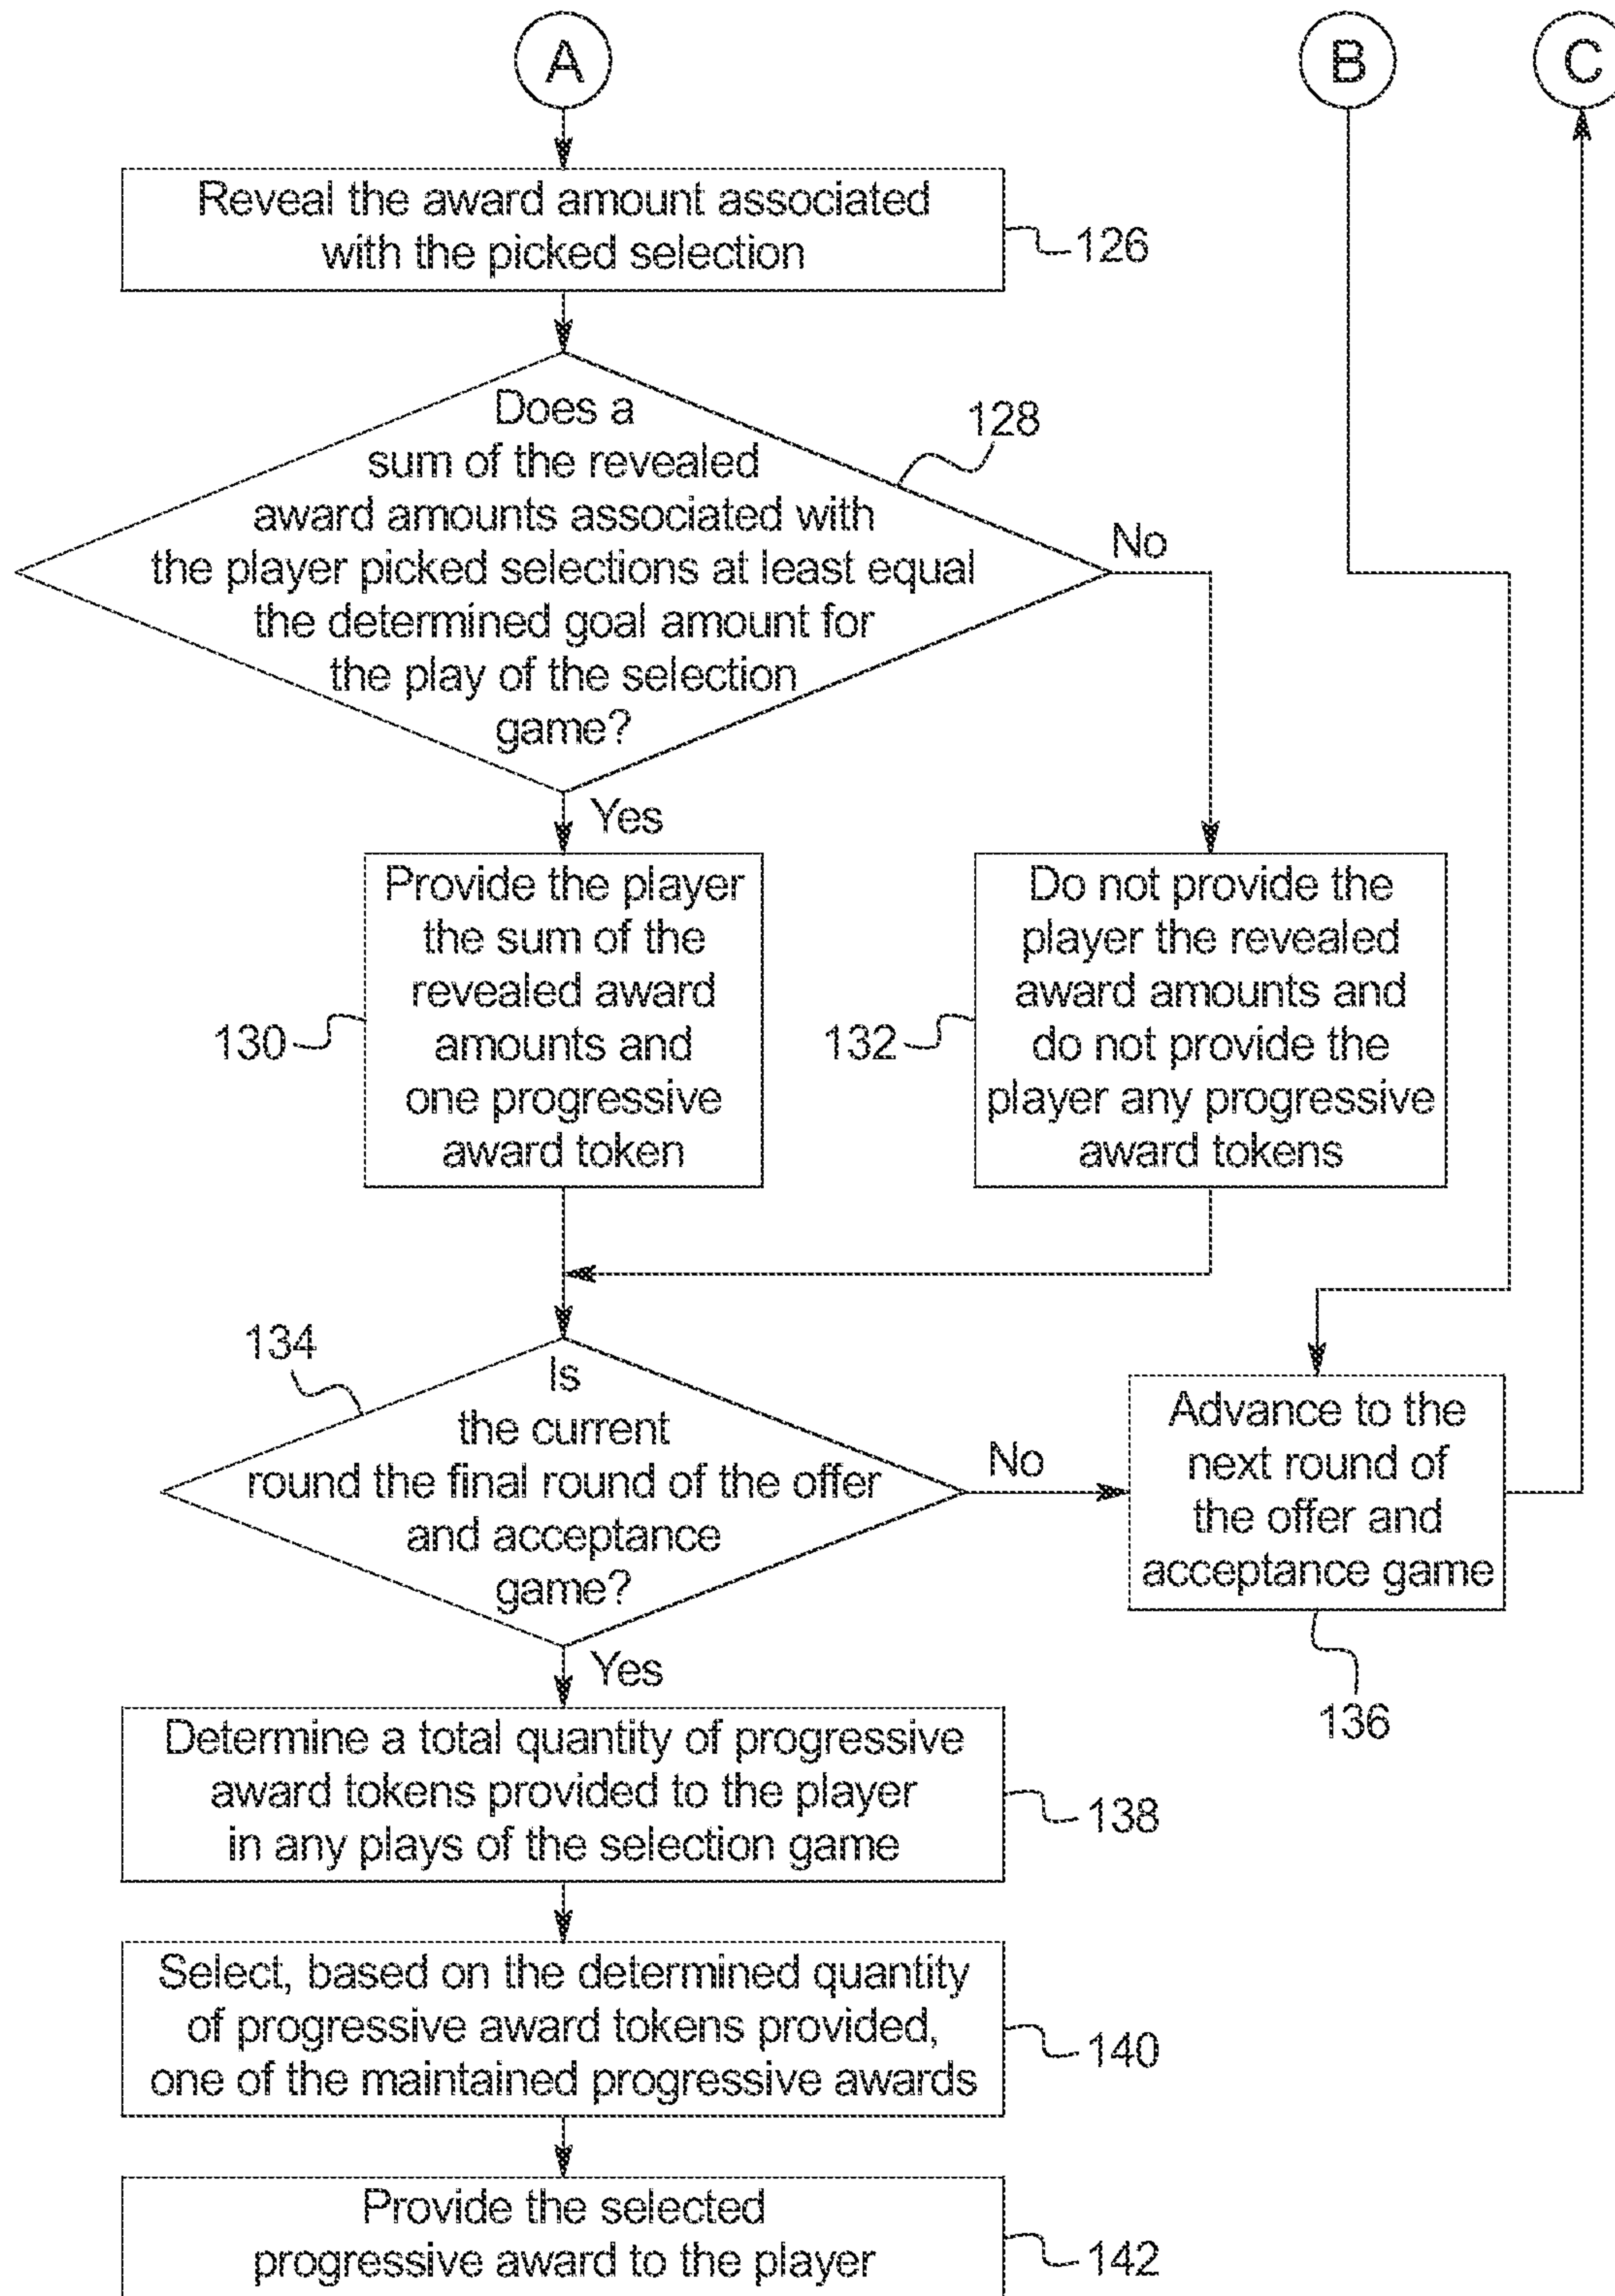 A
B
C
Reveal the award amount associated
with the picked selection
126
Does a
sum of the revealed
award amounts associated with
the player picked selections at least equal
the determined goal amount for
the play of the selection
game?
128
No
Yes
Provide the player
the sum of the
revealed award
amounts and
one progressive
award token
130
Do not provide the
player the revealed
award amounts and
do not provide the
player any progressive
award tokens
132
134
Is
the current
round the final round of the offer
and acceptance
game?
No
Advance to the
next round of
the offer and
acceptance game
136
Yes
Determine a total quantity of progressive
award tokens provided to the player
in any plays of the selection game
138
Select, based on the determined quantity
of progressive award tokens provided,
one of the maintained progressive awards
140
Provide the selected
progressive award to the player
142